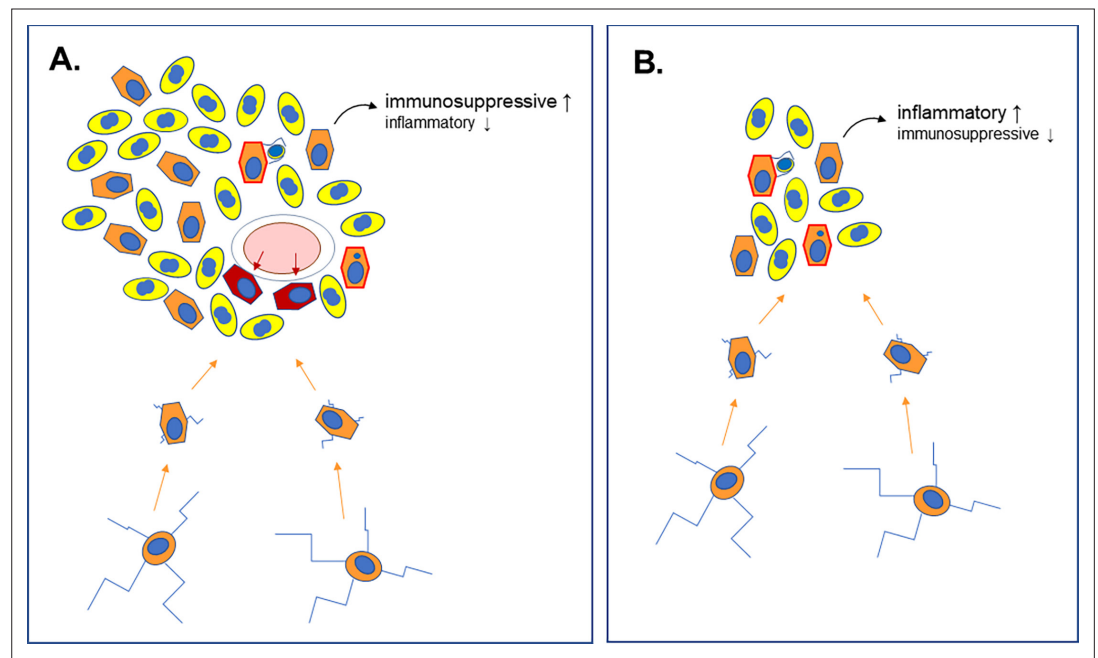 A.
immunosuppressive ↑
inflammatory ↓
B.
inflammatory ↑
immunosuppressive ↓